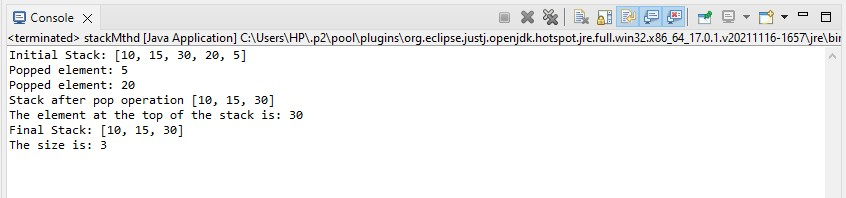 Console
<terminated> stackMthd [Java Application] C:\Users\HP\.p2\pool\plugins\org.eclipse.justj.openjdk.hotspot.jre.full.win32.x86_64_17.0.1.v20211116-1657\jre\bin
Initial Stack: [10, 15, 30, 20, 5]
Popped element: 5
Popped element: 20
Stack after pop operation [10, 15, 30]
The element at the top of the stack is: 30
Final Stack: [10, 15, 30]
The size is: 3